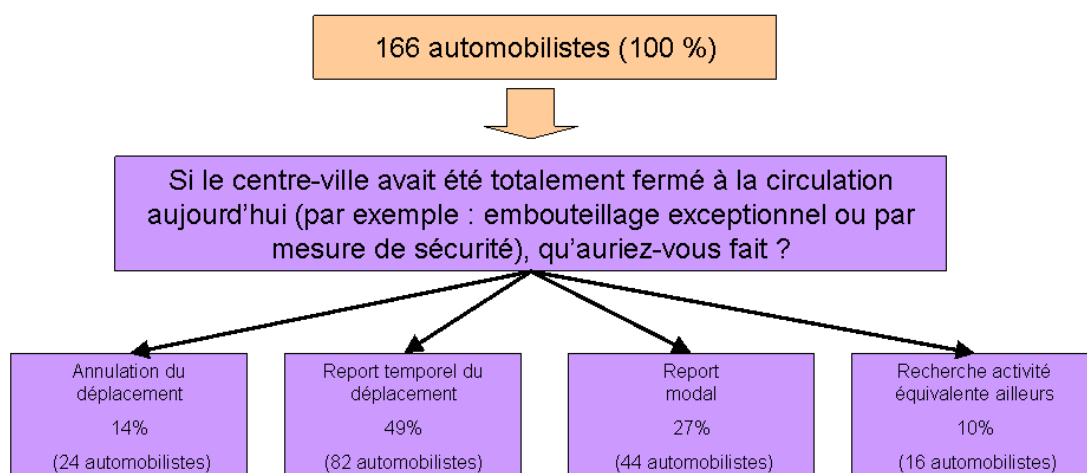 166 automobilistes (100 %)
Si le centre-ville avait été totalement fermé à la circulation
aujourd'hui (par exemple : embouteillage exceptionnel ou par
mesure de sécurité), qu'auriez-vous fait ?
Annulation du
déplacement
14%
(24 automobilistes)
Report temporel du
déplacement
49%
(82 automobilistes)
Report
modal
27%
(44 automobilistes)
Recherche activité
équivalente ailleurs
10%
(16 automobilistes)